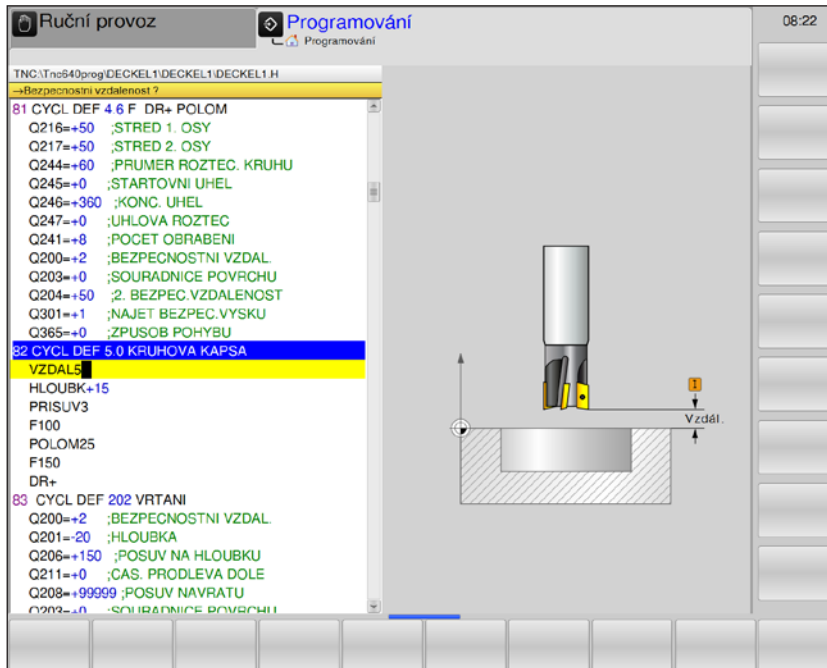 Ruční provoz
Programování
Programování
08:22
TNC:\Tnc640prog\DECKEL1\DECKEL1\DECKEL1.H
→Bezpecnostni vzdalenost ?
81 CYCL DEF 4.6 F DR+ POLOM
Q216=+50 ;STRED 1. OSY
Q217=+50 ;STRED 2. OSY
Q244=+60 ;PRUMER ROZTEC. KRUHU
Q245=+0 ;STARTOVNI UHEL
Q246=+360 ;KONC. UHEL
Q247=+0 ;UHLOVA ROZTEC
Q241=+8 ;POCET OBRABENI
Q200=+2 ;BEZPECNOSTNI VZDAL.
Q203=+0 ;SOURADNICE POVRCHU
Q204=+50 ;2. BEZPEC.VZDALENOST
Q301=+1 ;NAJET BEZPEC.VYSKU
Q365=+0 ;ZPUSOB POHYBU
82 CYCL DEF 5.0 KRUHOVA KAPSA
VZDAL5
HLOUBK+15
PRISUV3
F100
POLOM25
F150
DR+
83 CYCL DEF 202 VRTANI
Q200=+2 ;BEZPECNOSTNI VZDAL.
Q201=-20 ;HLOUBKA
Q206=+150 ;POSUV NA HLOUBKU
Q211=+0 ;CAS. PRODLEVA DOLE
Q208=+99999 ;POSUV NAVRATU
Q203=+0 ;SOURADNICE POVRCHU
Vzdál.